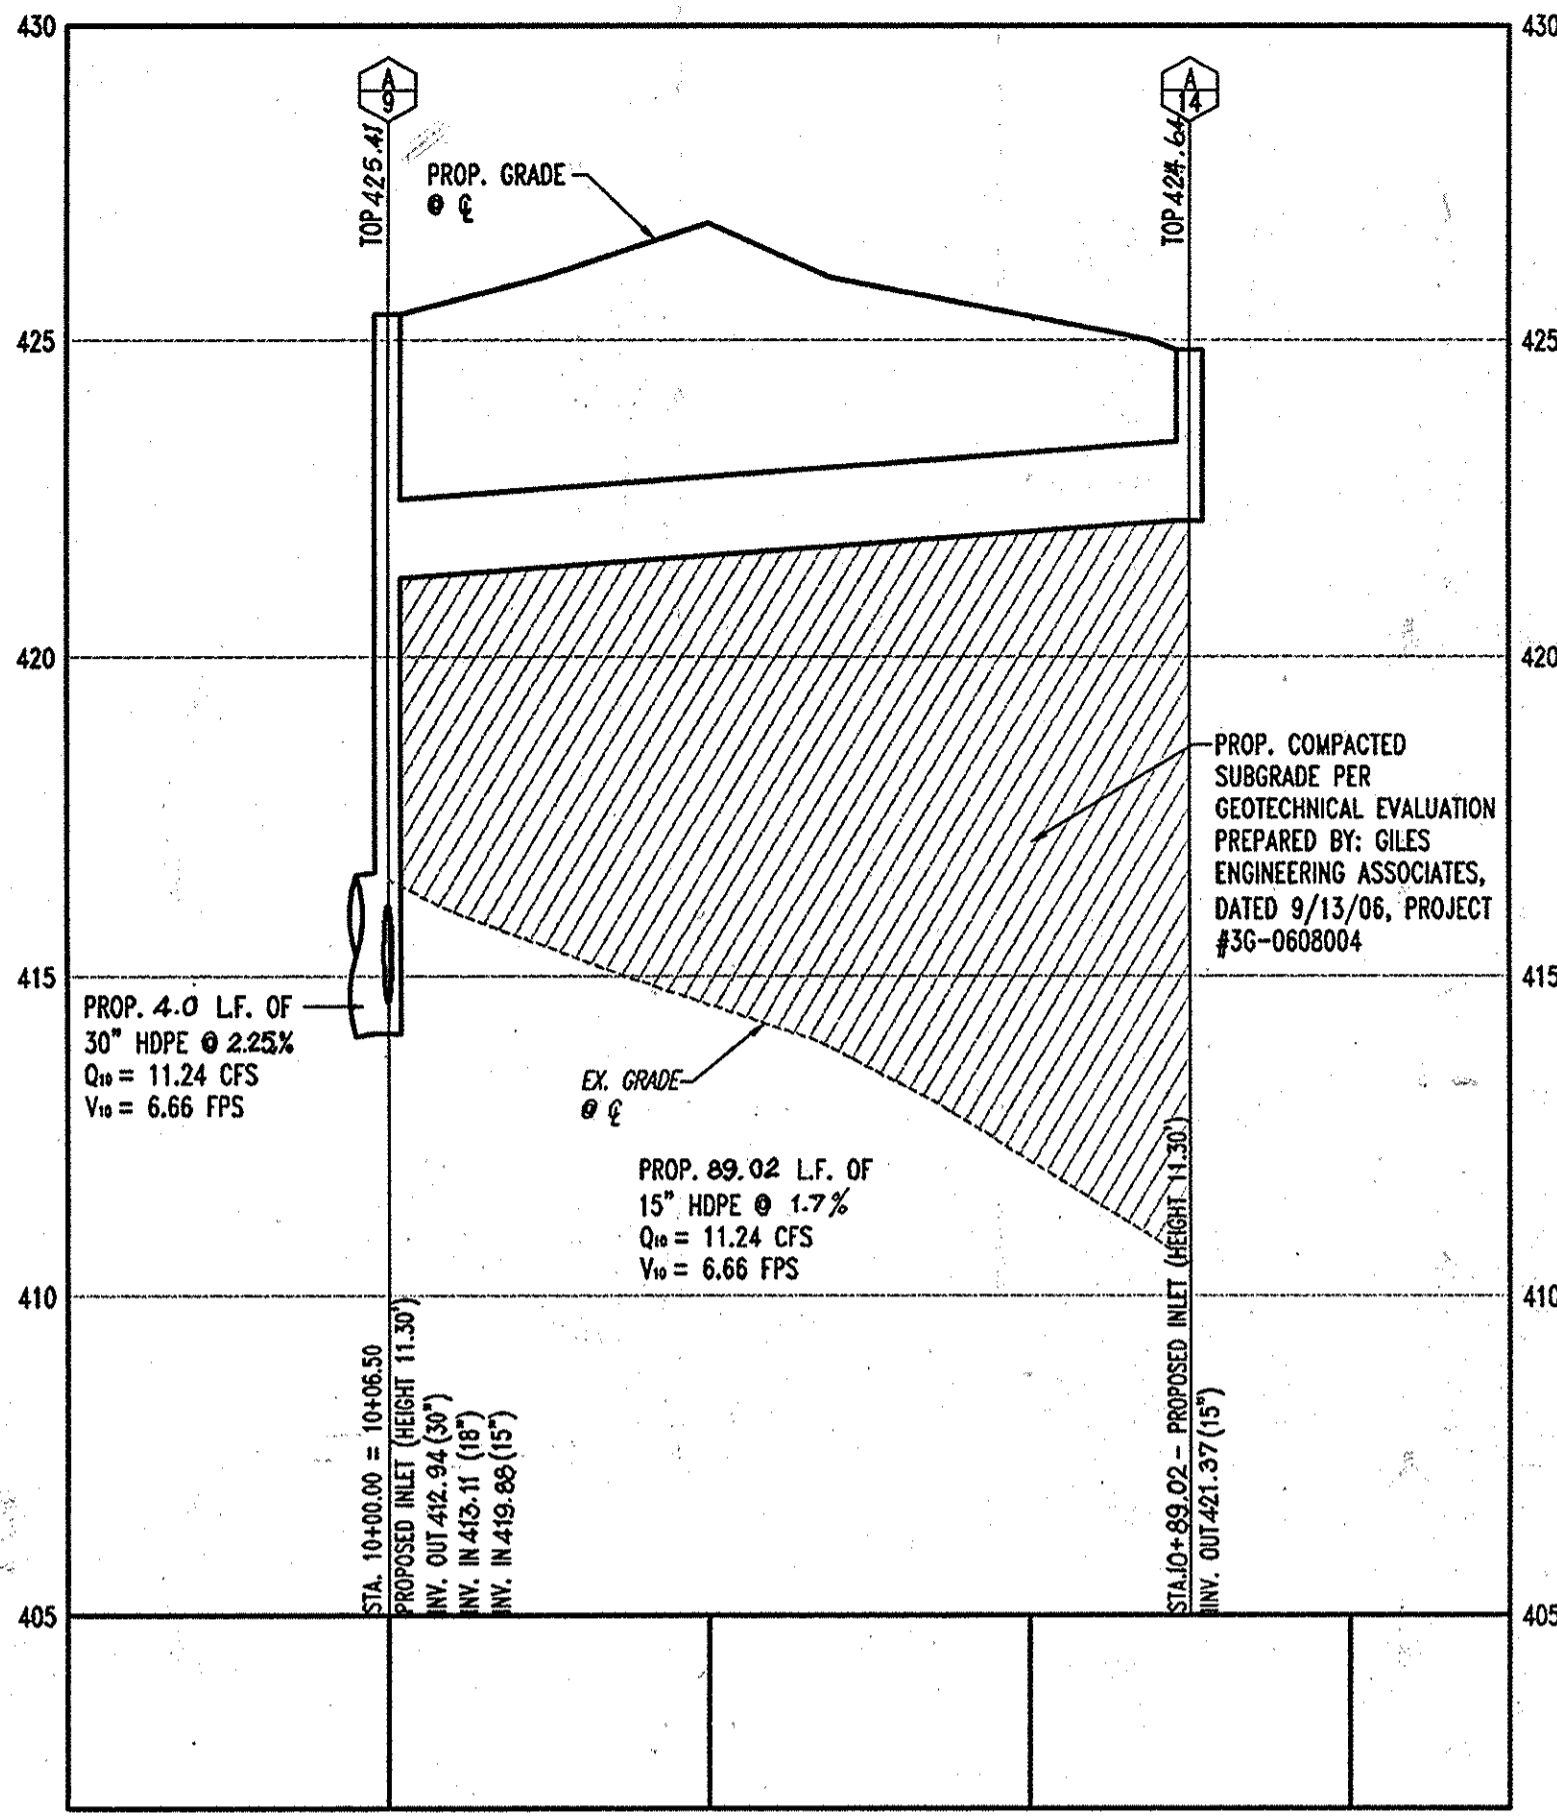 430
430
A
9
A
14
TOP 425.41
TOP 424.64
PROP. GRADE
@ ℄
425
425
420
420
PROP. COMPACTED
SUBGRADE PER
GEOTECHNICAL EVALUATION
PREPARED BY: GILES
ENGINEERING ASSOCIATES,
DATED 9/13/06, PROJECT
#3G-0608004
415
415
PROP. 4.0 L.F. OF
30" HDPE @ 2.25%
Q₁₀ = 11.24 CFS
V₁₀ = 6.66 FPS
EX. GRADE
@ ℄
PROP. 89.02 L.F. OF
15" HDPE @ 1.7%
Q₁₀ = 11.24 CFS
V₁₀ = 6.66 FPS
410
410
STA. 10+00.00 = 10+06.50
PROPOSED INLET (HEIGHT 11.30')
INV. OUT 412.94 (30")
INV. IN 413.11 (18")
INV. IN 419.88 (15")
STA.10+89.02 - PROPOSED INLET (HEIGHT 11.30')
INV. OUT 421.37 (15")
405
405